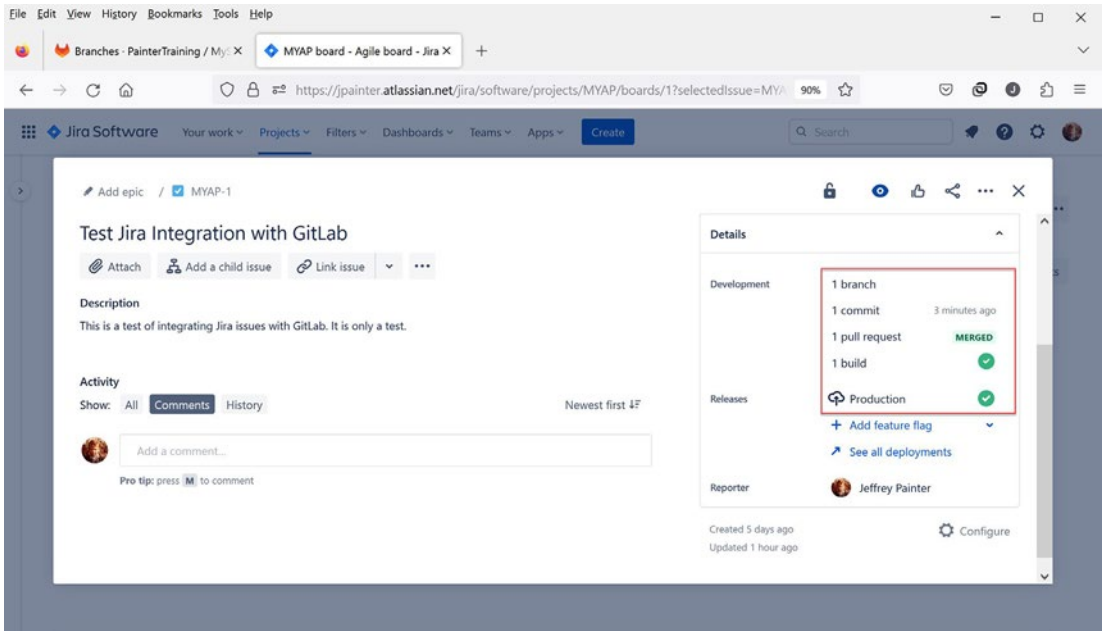 File Edit View History Bookmarks Tools Help
Branches · PainterTraining / MyS
MYAP board - Agile board - Jira
https://jpainter.atlassian.net/jira/software/projects/MYAP/boards/1?selectedIssue=MYA 90%
Jira Software Your work Projects Filters Dashboards Teams Apps Create Search
Add epic / MYAP-1
Test Jira Integration with GitLab
Attach Add a child issue Link issue
Description
This is a test of integrating Jira issues with GitLab. It is only a test.
Activity
Show: All Comments History Newest first
Add a comment...
Pro tip: press M to comment
Details
Development 1 branch
1 commit 3 minutes ago
1 pull request MERGED
1 build
Releases Production
+ Add feature flag
See all deployments
Reporter Jeffrey Painter
Created 5 days ago Configure
Updated 1 hour ago